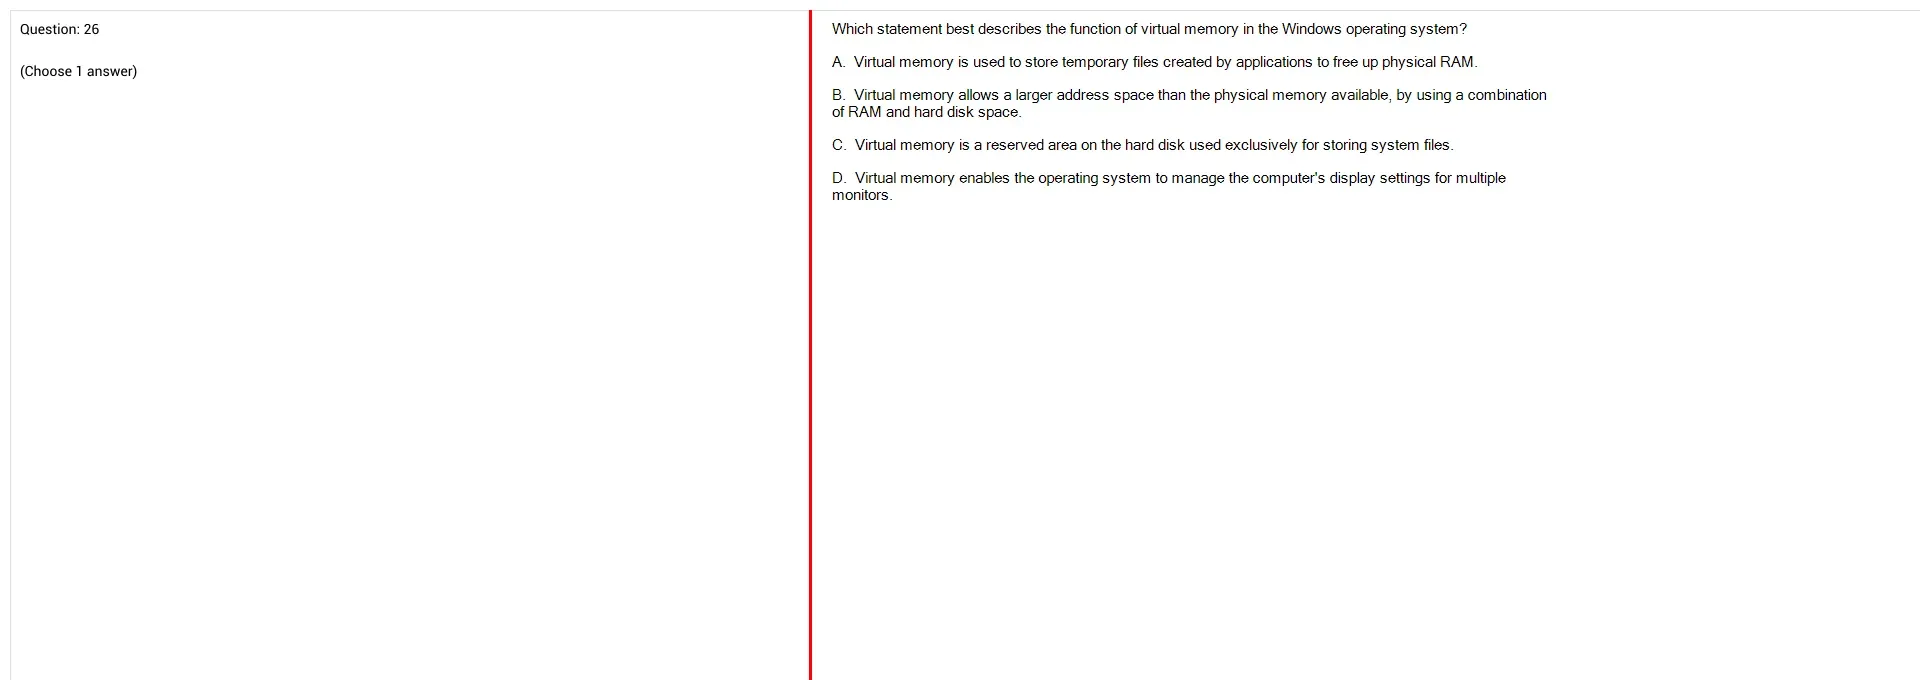 Question: 26
(Choose 1 answer)
Which statement best describes the function of virtual memory in the Windows operating system?
A. Virtual memory is used to store temporary files created by applications to free up physical RAM.
B. Virtual memory allows a larger address space than the physical memory available, by using a combination
of RAM and hard disk space.
C. Virtual memory is a reserved area on the hard disk used exclusively for storing system files.
D. Virtual memory enables the operating system to manage the computer's display settings for multiple
monitors.